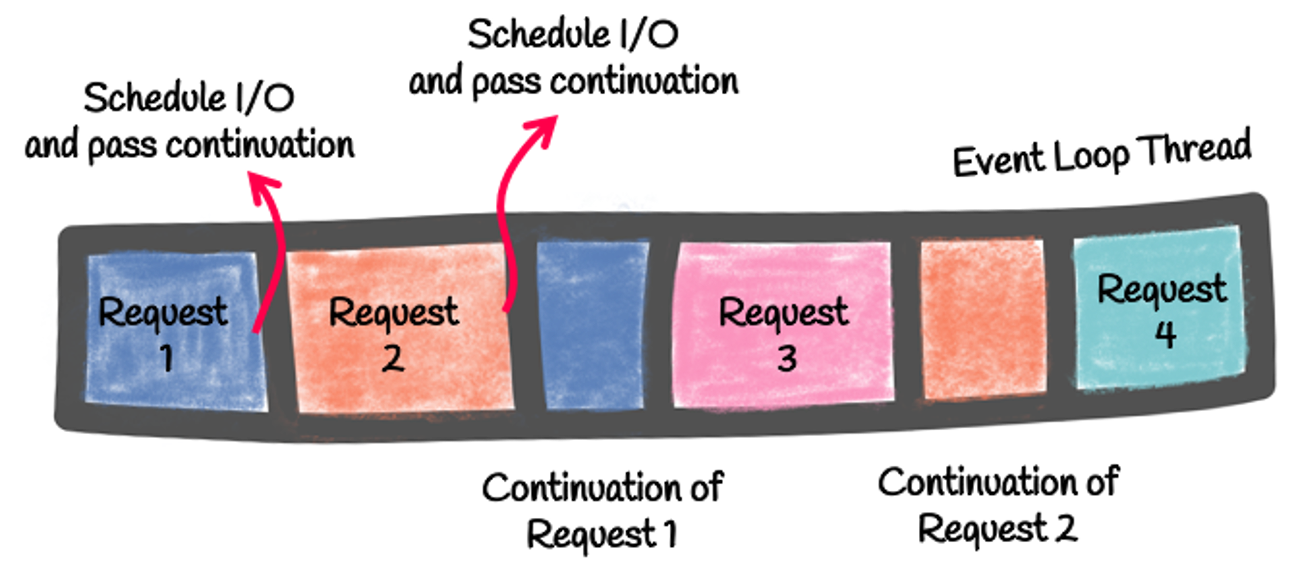 Schedule I/O
and pass continuation
Schedule I/O
and pass continuation
Event Loop Thread
Request
1
Request
2
Request
3
Request
4
Continuation of
Request 1
Continuation of
Request 2